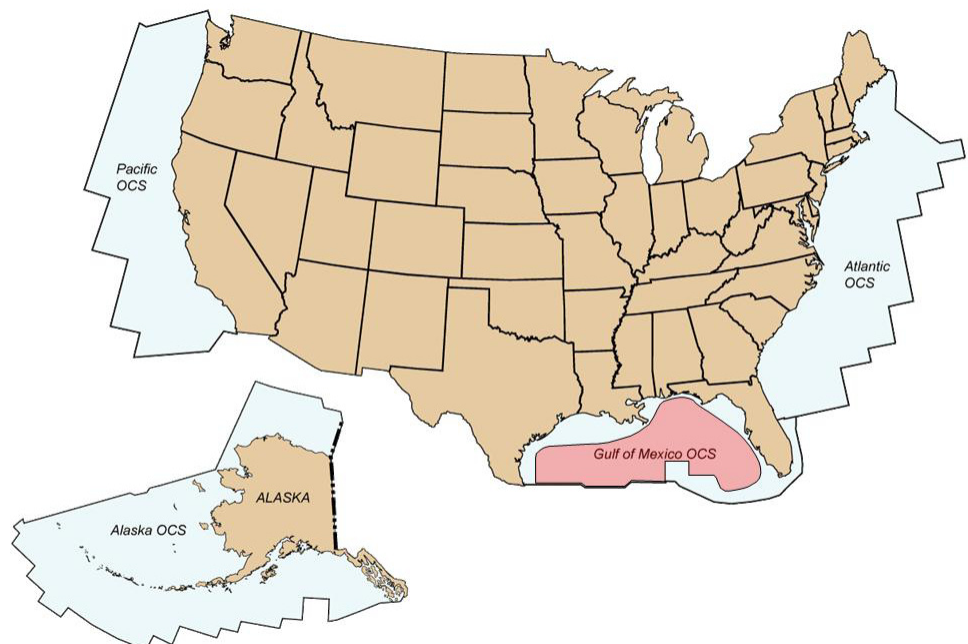 Pacific
OCS
Atlantic
OCS
Gulf of Mexico OCS
ALASKA
Alaska OCS